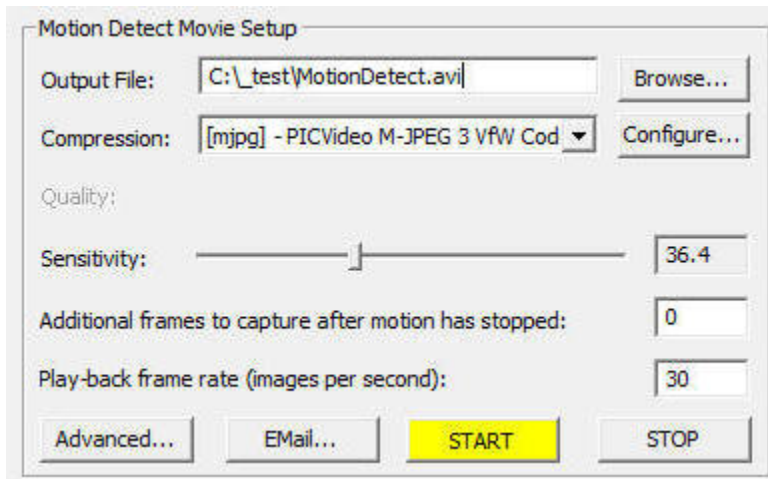 Motion Detect Movie Setup
Output File: C:\_test\MotionDetect.avi Browse...
Compression: [mjpg] - PICVideo M-JPEG 3 VfW Cod Configure...
Quality:
Sensitivity: 36.4
Additional frames to capture after motion has stopped: 0
Play-back frame rate (images per second): 30
Advanced... EMail... START STOP